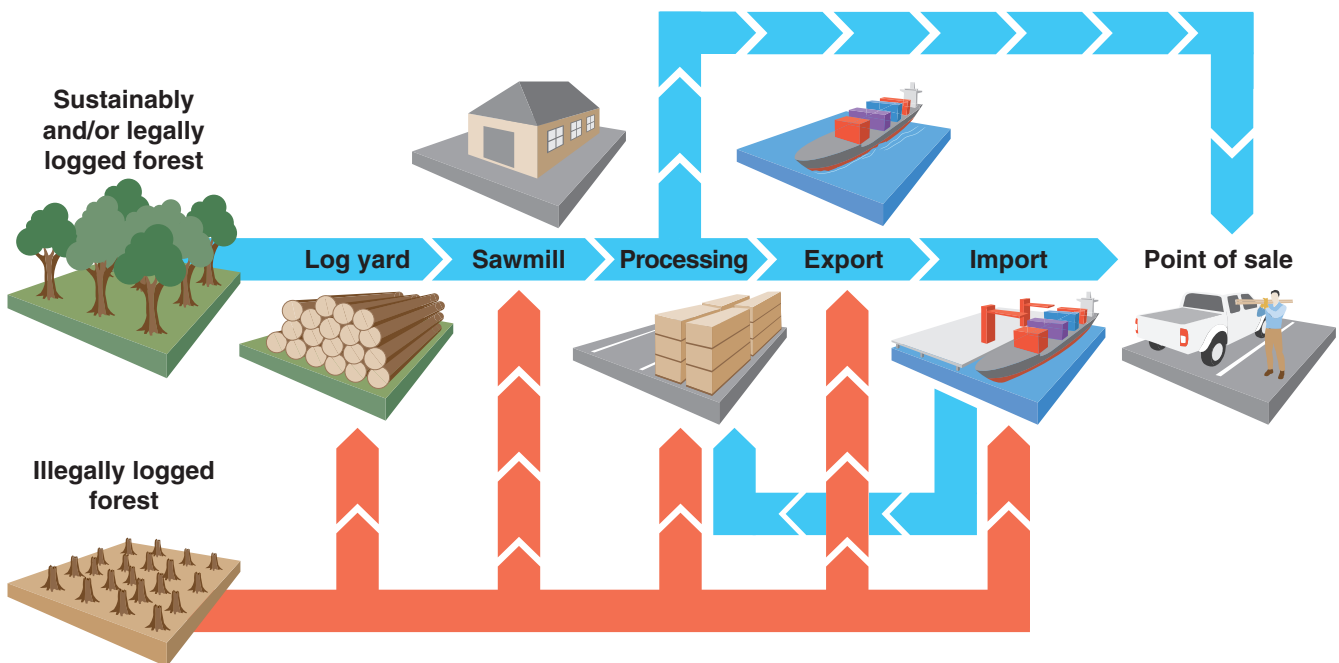 Sustainably
and/or legally
logged forest
Log yard
Sawmill
Processing
Export
Import
Point of sale
Illegally logged
forest